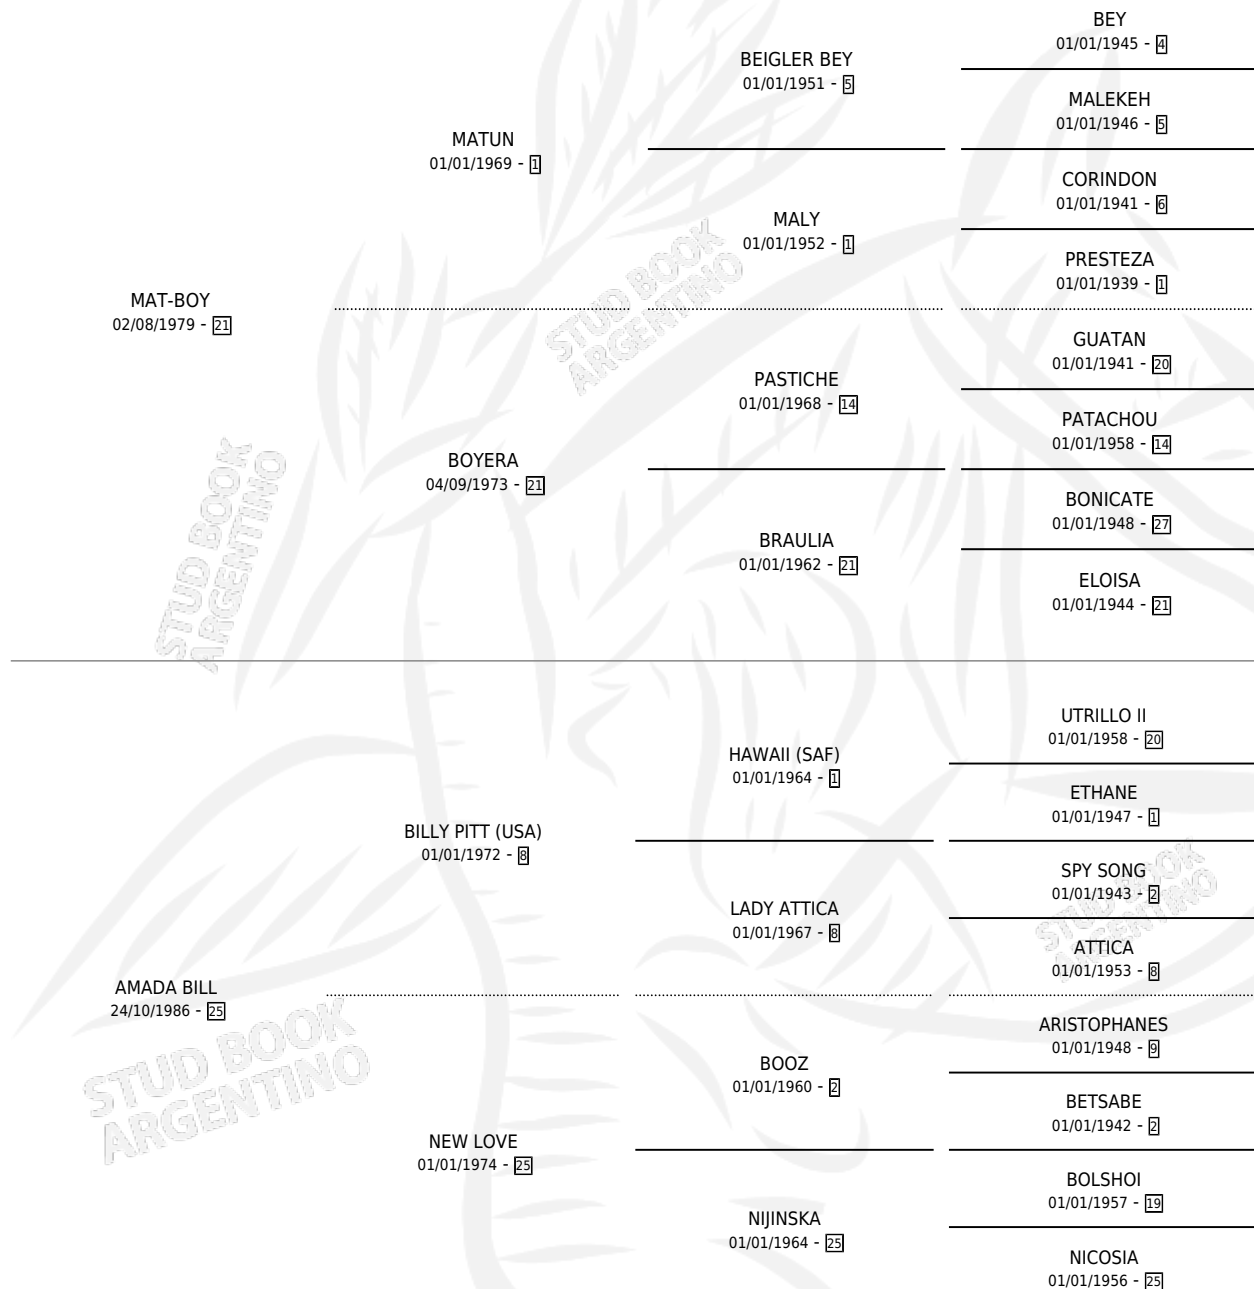 BEY
01/01/1945 - 4
BEIGLER BEY
01/01/1951 - 5
MALEKEH
01/01/1946 - 5
MATUN
01/01/1969 - 1
CORINDON
01/01/1941 - 6
MALY
01/01/1952 - 1
PRESTEZA
01/01/1939 - 1
MAT-BOY
02/08/1979 - 21
GUATAN
01/01/1941 - 20
PASTICHE
01/01/1968 - 14
PATACHOU
01/01/1958 - 14
BOYERA
04/09/1973 - 21
BONICATE
01/01/1948 - 27
BRAULIA
01/01/1962 - 21
ELOISA
01/01/1944 - 21
UTRILLO II
01/01/1958 - 20
HAWAII (SAF)
01/01/1964 - 1
ETHANE
01/01/1947 - 1
BILLY PITT (USA)
01/01/1972 - 8
SPY SONG
01/01/1943 - 2
LADY ATTICA
01/01/1967 - 8
ATTICA
01/01/1953 - 8
AMADA BILL
24/10/1986 - 25
ARISTOPHANES
01/01/1948 - 9
BOOZ
01/01/1960 - 2
BETSABE
01/01/1942 - 2
NEW LOVE
01/01/1974 - 25
BOLSHOI
01/01/1957 - 19
NIJINSKA
01/01/1964 - 25
NICOSIA
01/01/1956 - 25
STUD BOOK
ARGENTINO
STUD BOOK
ARGENTINO
STUD BOOK
ARGENTINO
STUD BOOK
ARGENTINO